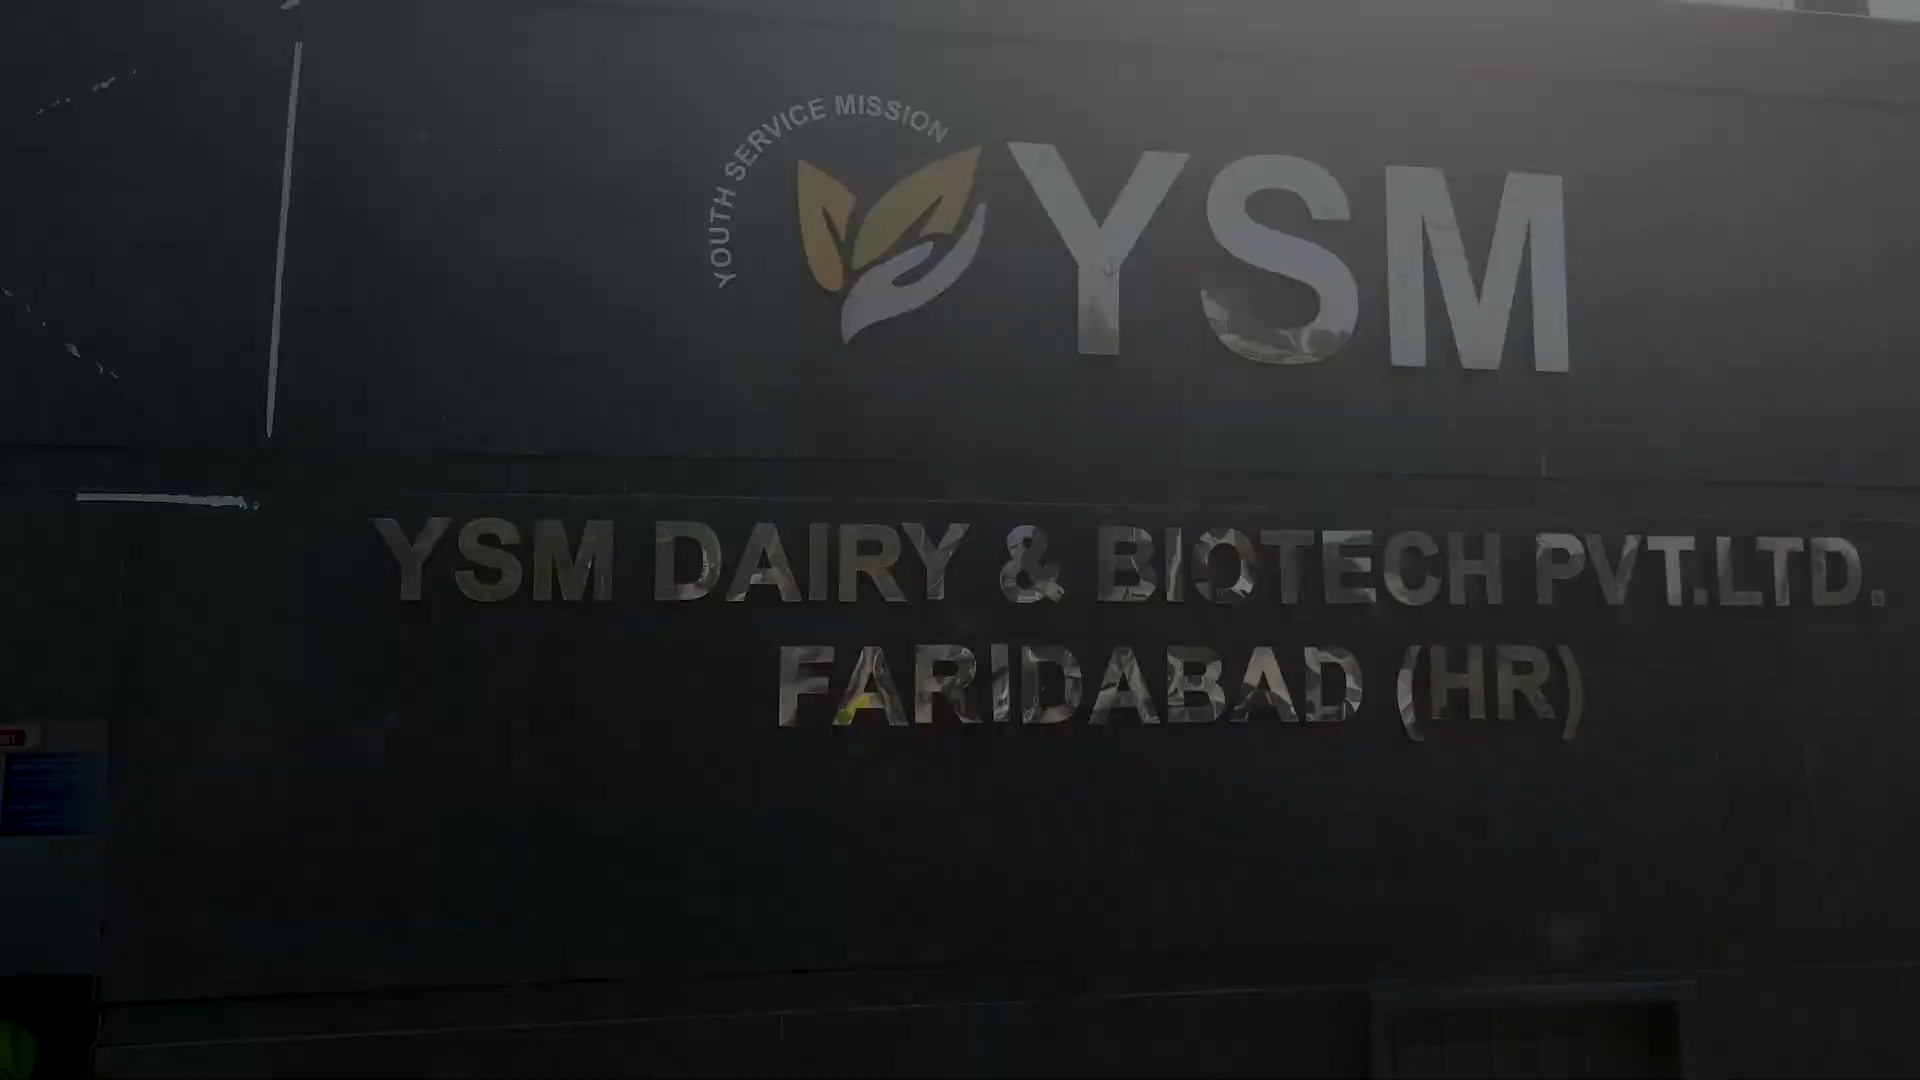 YOUTH SERVICE MISSION
YSM
YSM DAIRY & BIOTECH PVT.LTD.
FARIDABAD (HR)